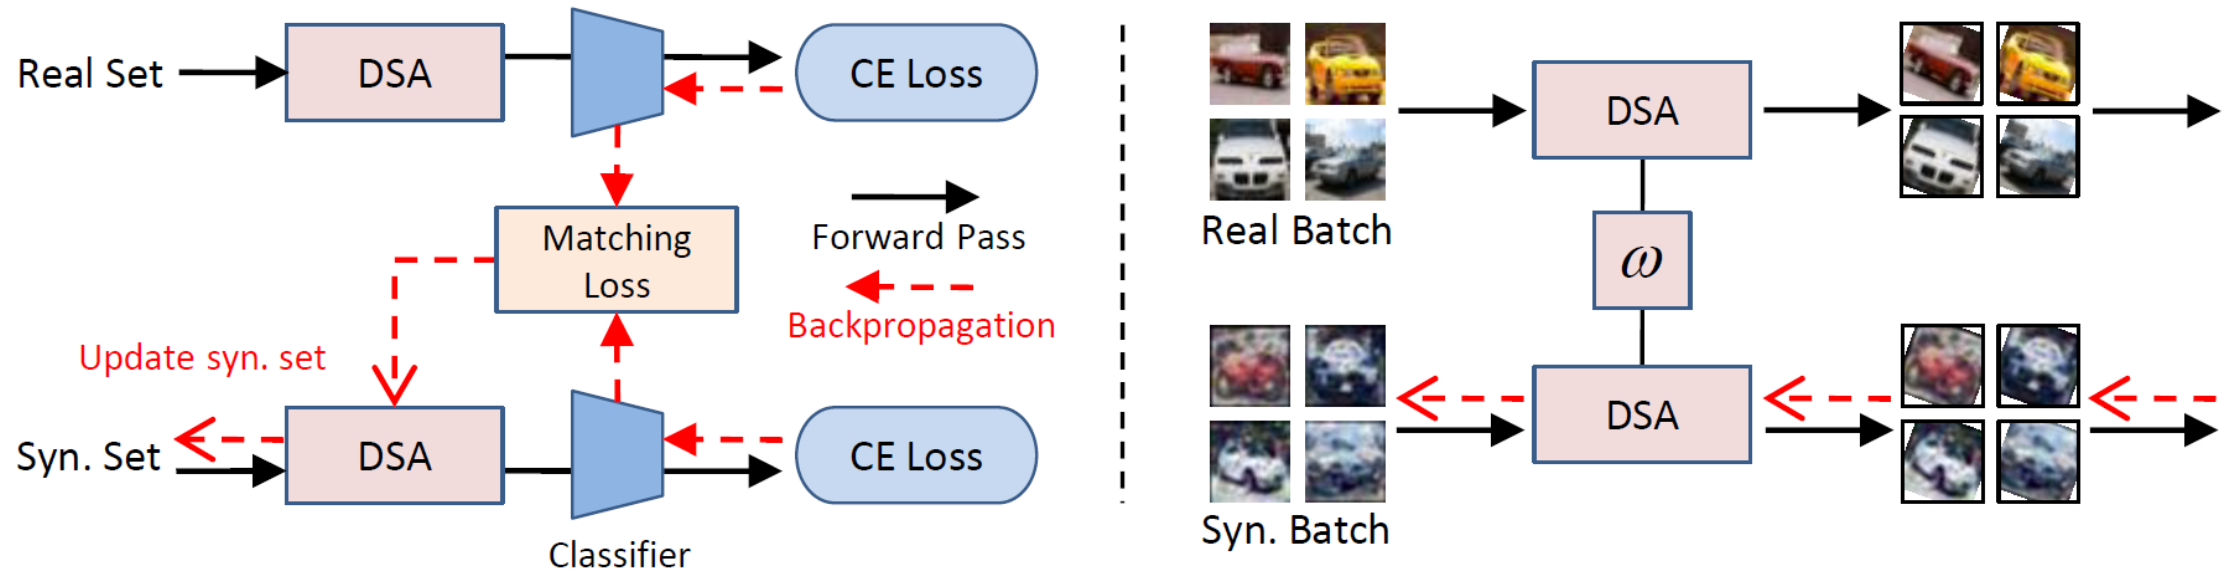 Real Set
DSA
CE Loss
Matching
Loss
Forward Pass
Backpropagation
Update syn. set
Syn. Set
DSA
CE Loss
Classifier
Real Batch
DSA
ω
DSA
Syn. Batch